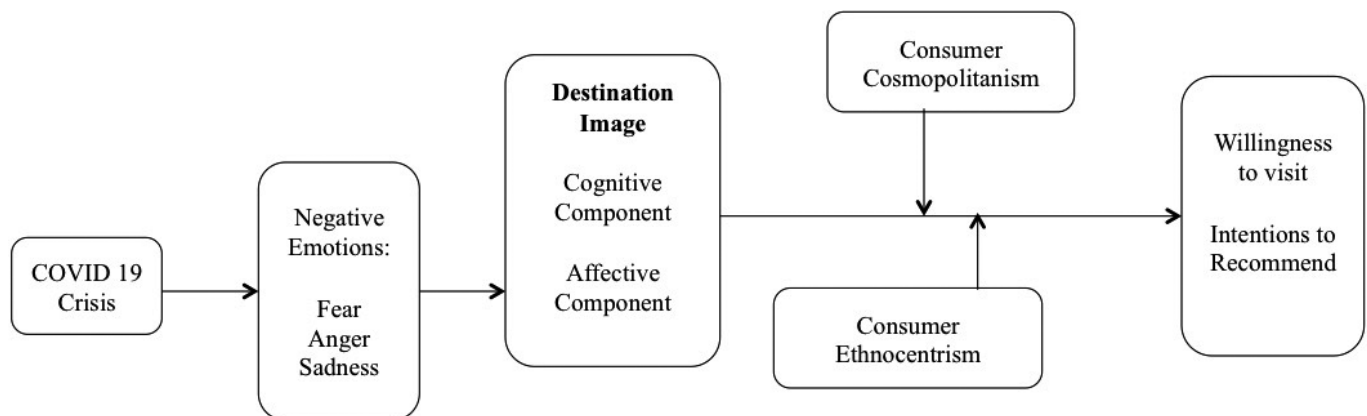 COVID 19
Crisis
Negative
Emotions:
Fear
Anger
Sadness
Destination
Image
Cognitive
Component
Affective
Component
Consumer
Cosmopolitanism
Consumer
Ethnocentrism
Willingness
to visit
Intentions to
Recommend